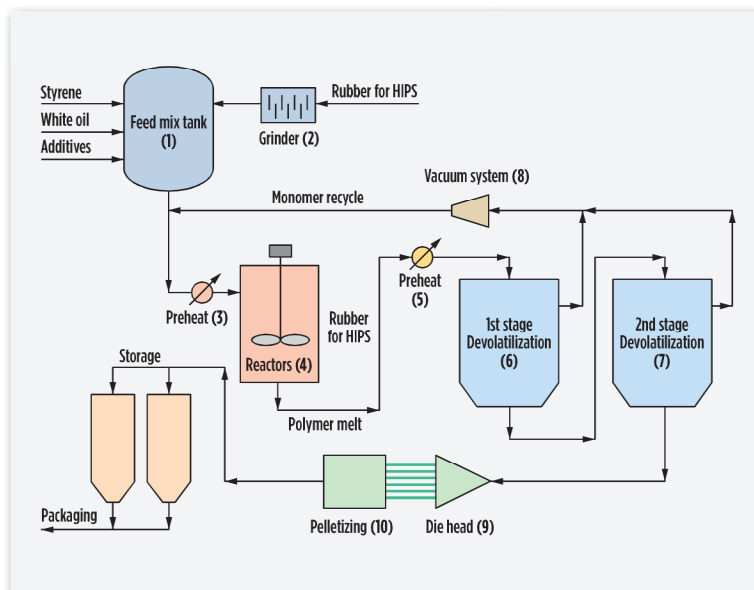 Styrene
White oil
Additives
Feed mix tank
(1)
Rubber for HIPS
Grinder (2)
Vacuum system (8)
Monomer recycle
Preheat (3)
Reactors (4)
Rubber
for HIPS
Preheat
(5)
1st stage
Devolatilization
(6)
2nd stage
Devolatilization
(7)
Polymer melt
Storage
Packaging
Pelletizing (10)
Die head (9)